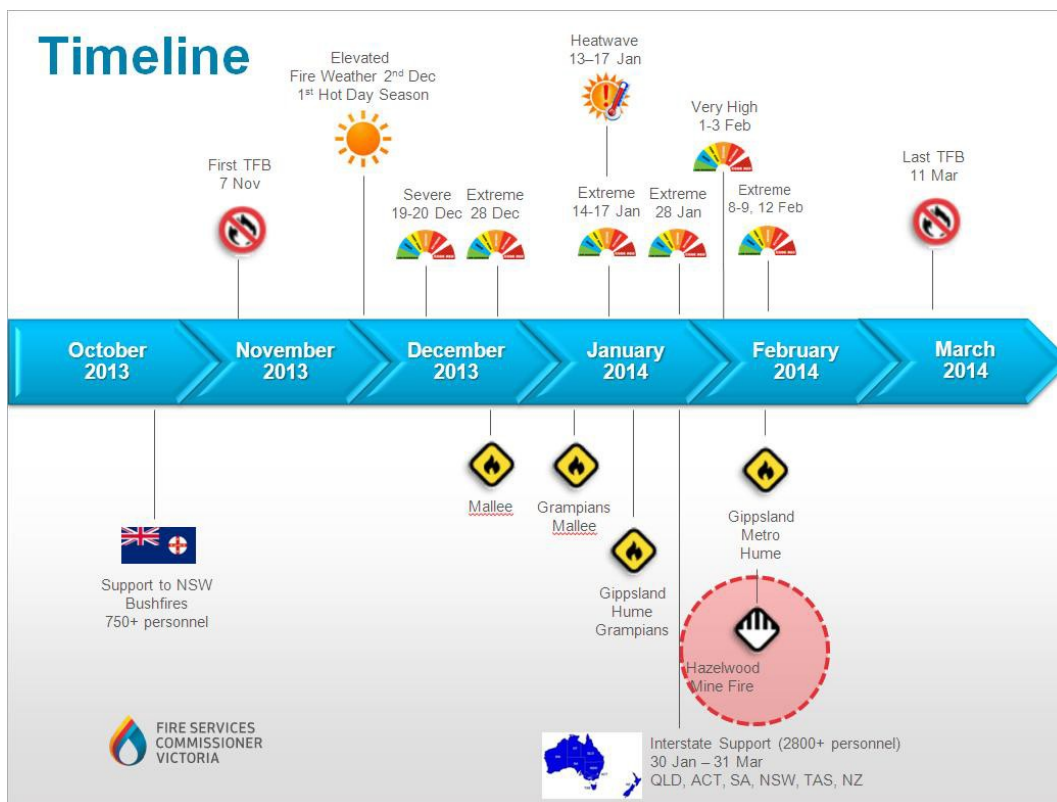 Timeline
Elevated
Fire Weather 2nd Dec
1st Hot Day Season
Heatwave
13–17 Jan
First TFB
7 Nov
Severe
19-20 Dec
Extreme
28 Dec
Extreme
14-17 Jan
Extreme
28 Jan
Very High
1-3 Feb
Extreme
8-9, 12 Feb
Last TFB
11 Mar
October
2013
November
2013
December
2013
January
2014
February
2014
March
2014
Support to NSW
Bushfires
750+ personnel
Mallee
Grampians
Mallee
Gippsland
Hume
Grampians
Gippsland
Metro
Hume
Hazelwood
Mine Fire
FIRE SERVICES
COMMISSIONER
VICTORIA
Interstate Support (2800+ personnel)
30 Jan – 31 Mar
QLD, ACT, SA, NSW, TAS, NZ